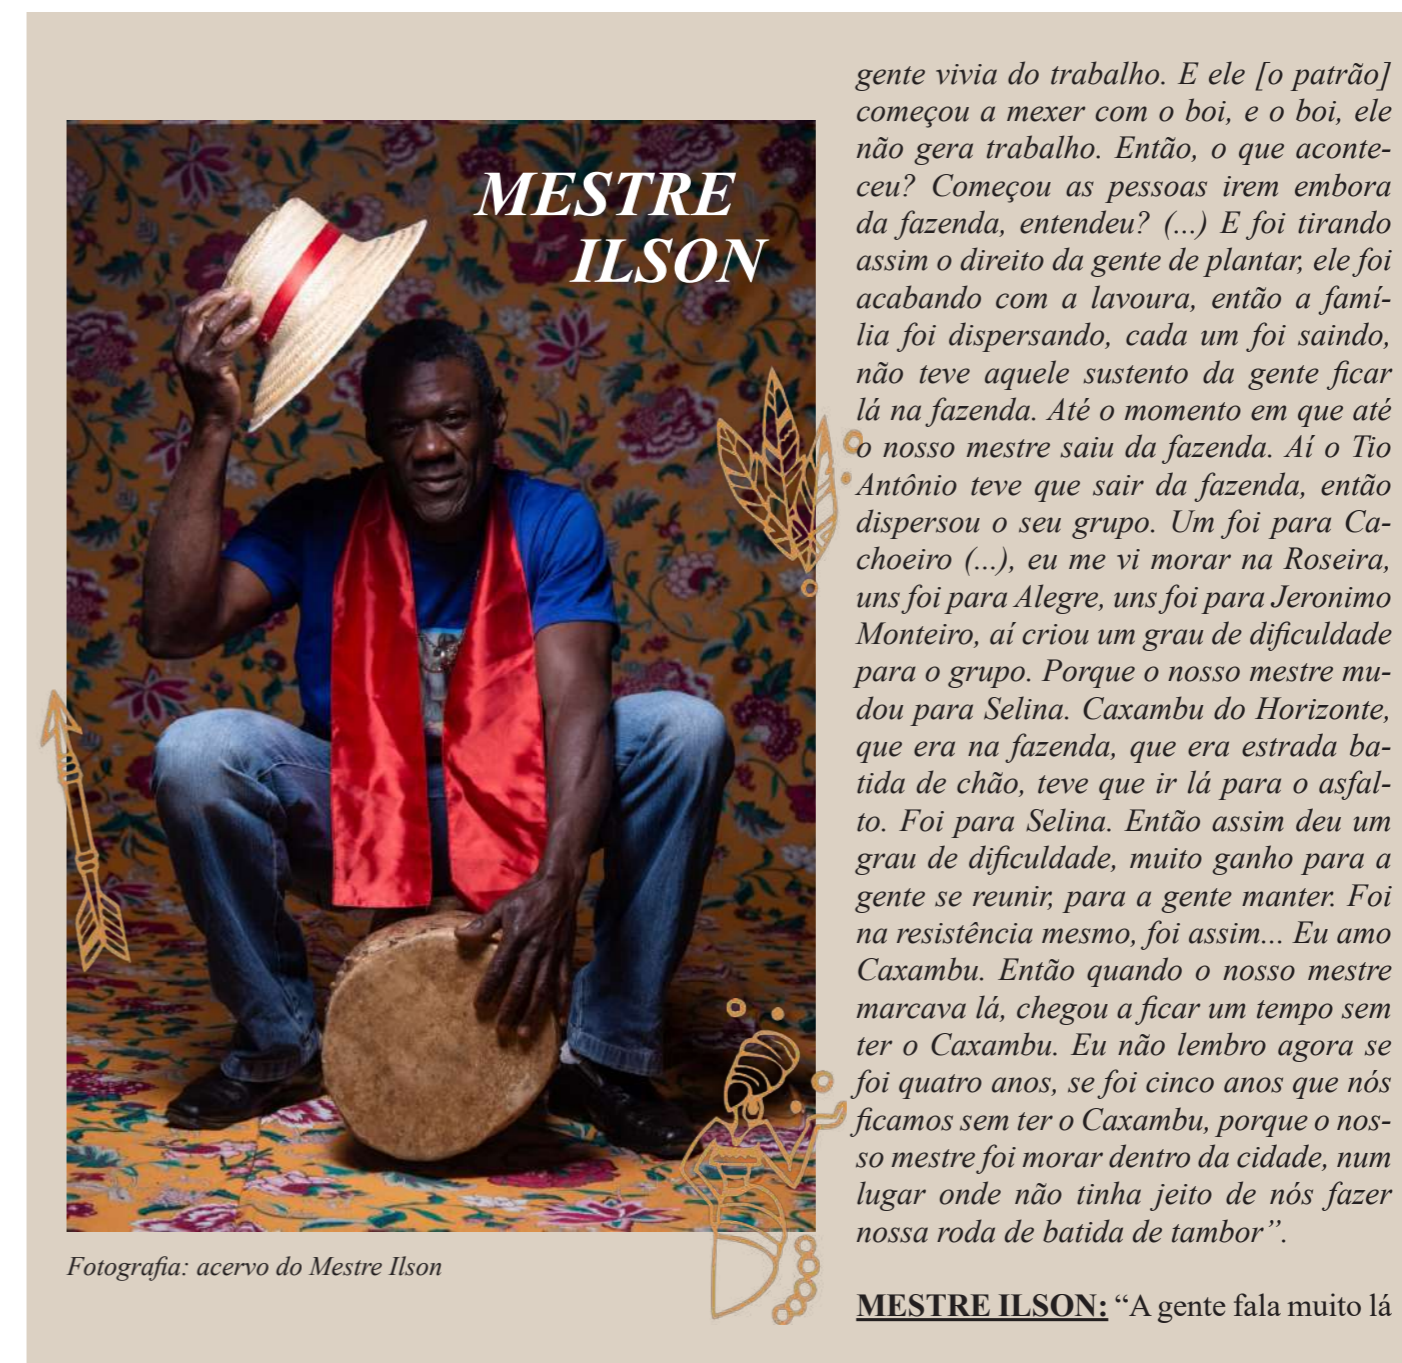 MESTRE
ILSON
Fotografia: acervo do Mestre Ilson
gente vivia do trabalho. E ele [o patrão]
começou a mexer com o boi, e o boi, ele
não gera trabalho. Então, o que aconte-
ceu? Começou as pessoas irem embora
da fazenda, entendeu? (...) E foi tirando
assim o direito da gente de plantar, ele foi
acabando com a lavoura, então a famí-
lia foi dispersando, cada um foi saindo,
não teve aquele sustento da gente ficar
lá na fazenda. Até o momento em que até
o nosso mestre saiu da fazenda. Aí o Tio
Antônio teve que sair da fazenda, então
dispersou o seu grupo. Um foi para Ca-
choeiro (...), eu me vi morar na Roseira,
uns foi para Alegre, uns foi para Jeronimo
Monteiro, aí criou um grau de dificuldade
para o grupo. Porque o nosso mestre mu-
dou para Selina. Caxambu do Horizonte,
que era na fazenda, que era estrada ba-
tida de chão, teve que ir lá para o asfal-
to. Foi para Selina. Então assim deu um
grau de dificuldade, muito ganho para a
gente se reunir, para a gente manter. Foi
na resistência mesmo, foi assim... Eu amo
Caxambu. Então quando o nosso mestre
marcava lá, chegou a ficar um tempo sem
ter o Caxambu. Eu não lembro agora se
foi quatro anos, se foi cinco anos que nós
ficamos sem ter o Caxambu, porque o nos-
so mestre foi morar dentro da cidade, num
lugar onde não tinha jeito de nós fazer
nossa roda de batida de tambor”.
MESTRE ILSON: “A gente fala muito lá